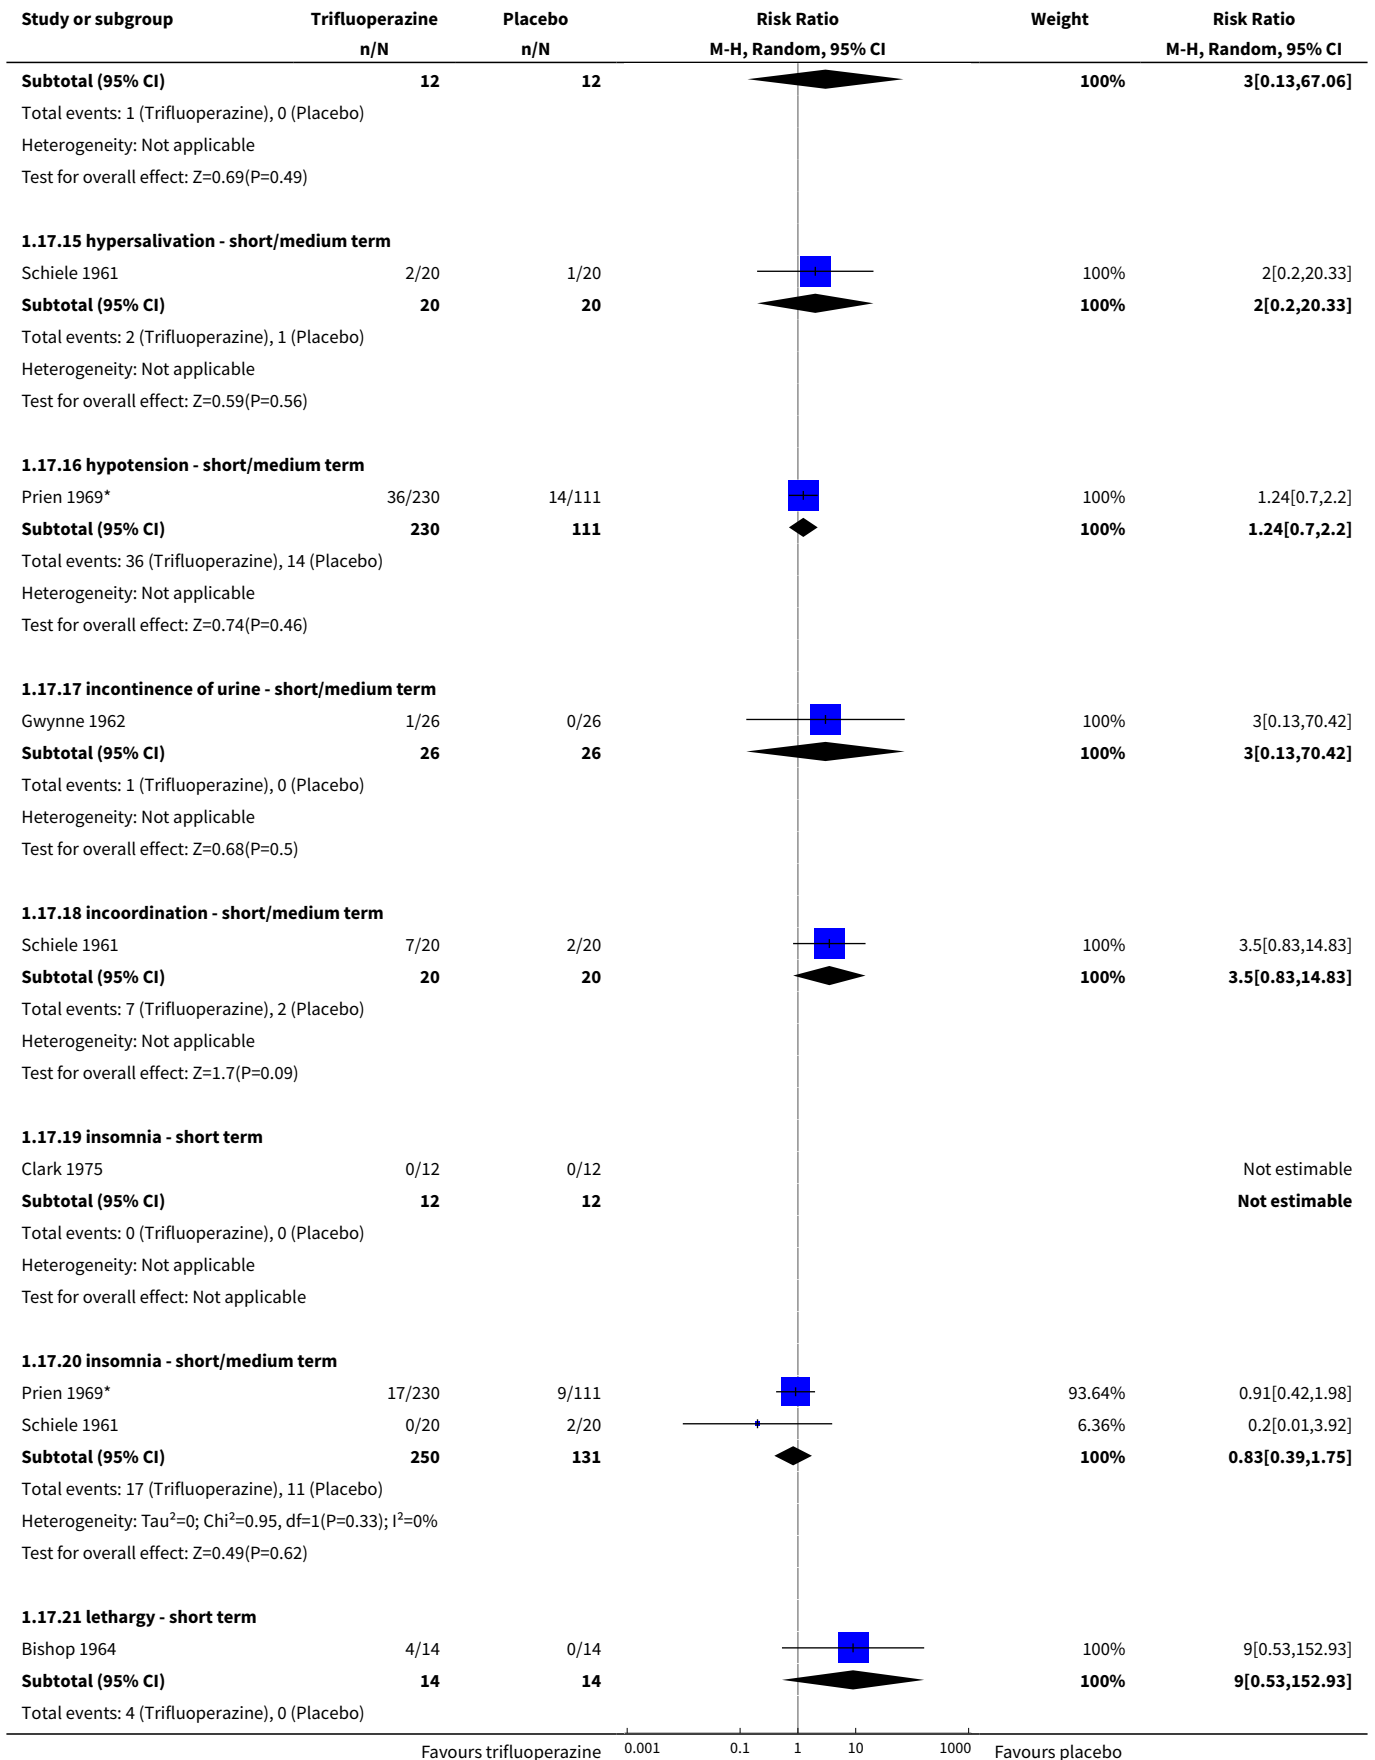 Study or subgroup Trifluoperazine Placebo Risk Ratio Weight Risk Ratio
n/N n/N M-H, Random, 95% CI M-H, Random, 95% CI
Subtotal (95% CI) 12 12 100% 3[0.13,67.06]
Total events: 1 (Trifluoperazine), 0 (Placebo)
Heterogeneity: Not applicable
Test for overall effect: Z=0.69(P=0.49)
1.17.15 hypersalivation - short/medium term
Schiele 1961 2/20 1/20 100% 2[0.2,20.33]
Subtotal (95% CI) 20 20 100% 2[0.2,20.33]
Total events: 2 (Trifluoperazine), 1 (Placebo)
Heterogeneity: Not applicable
Test for overall effect: Z=0.59(P=0.56)
1.17.16 hypotension - short/medium term
Prien 1969* 36/230 14/111 100% 1.24[0.7,2.2]
Subtotal (95% CI) 230 111 100% 1.24[0.7,2.2]
Total events: 36 (Trifluoperazine), 14 (Placebo)
Heterogeneity: Not applicable
Test for overall effect: Z=0.74(P=0.46)
1.17.17 incontinence of urine - short/medium term
Gwynne 1962 1/26 0/26 100% 3[0.13,70.42]
Subtotal (95% CI) 26 26 100% 3[0.13,70.42]
Total events: 1 (Trifluoperazine), 0 (Placebo)
Heterogeneity: Not applicable
Test for overall effect: Z=0.68(P=0.5)
1.17.18 incoordination - short/medium term
Schiele 1961 7/20 2/20 100% 3.5[0.83,14.83]
Subtotal (95% CI) 20 20 100% 3.5[0.83,14.83]
Total events: 7 (Trifluoperazine), 2 (Placebo)
Heterogeneity: Not applicable
Test for overall effect: Z=1.7(P=0.09)
1.17.19 insomnia - short term
Clark 1975 0/12 0/12 Not estimable
Subtotal (95% CI) 12 12 Not estimable
Total events: 0 (Trifluoperazine), 0 (Placebo)
Heterogeneity: Not applicable
Test for overall effect: Not applicable
1.17.20 insomnia - short/medium term
Prien 1969* 17/230 9/111 93.64% 0.91[0.42,1.98]
Schiele 1961 0/20 2/20 6.36% 0.2[0.01,3.92]
Subtotal (95% CI) 250 131 100% 0.83[0.39,1.75]
Total events: 17 (Trifluoperazine), 11 (Placebo)
Heterogeneity: Tau²=0; Chi²=0.95, df=1(P=0.33); I²=0%
Test for overall effect: Z=0.49(P=0.62)
1.17.21 lethargy - short term
Bishop 1964 4/14 0/14 100% 9[0.53,152.93]
Subtotal (95% CI) 14 14 100% 9[0.53,152.93]
Total events: 4 (Trifluoperazine), 0 (Placebo)
Favours trifluoperazine 0.001 0.1 1 10 1000 Favours placebo